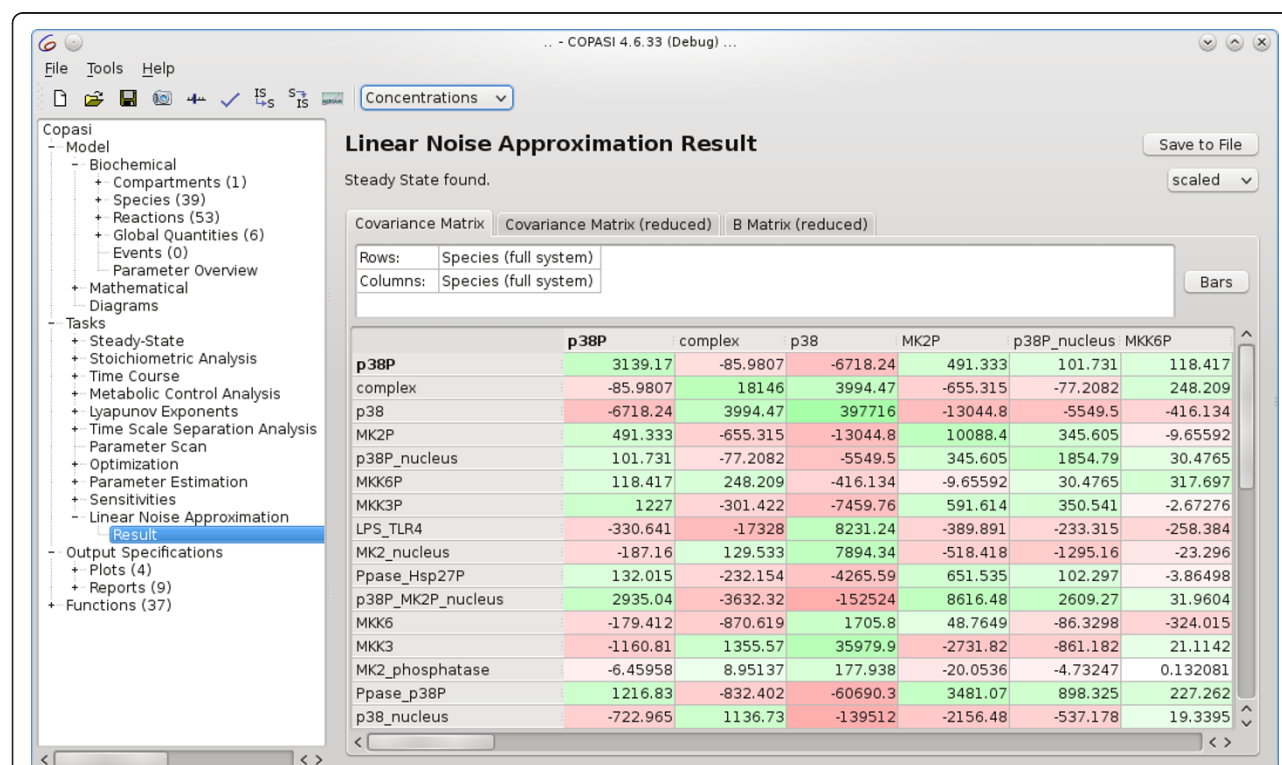 .. - COPASI 4.6.33 (Debug) ...
File Tools Help
IS S S IS Concentrations
Copasi
Model
Biochemical
Compartments (1)
Species (39)
Reactions (53)
Global Quantities (6)
Events (0)
Parameter Overview
Mathematical
Diagrams
Tasks
Steady-State
Stoichiometric Analysis
Time Course
Metabolic Control Analysis
Lyapunov Exponents
Time Scale Separation Analysis
Parameter Scan
Optimization
Parameter Estimation
Sensitivities
Linear Noise Approximation
Result
Output Specifications
Plots (4)
Reports (9)
Functions (37)
Linear Noise Approximation Result
Save to File
Steady State found.
scaled
Covariance Matrix Covariance Matrix (reduced) B Matrix (reduced)
Rows: Species (full system)
Columns: Species (full system)
Bars
p38P complex p38 MK2P p38P_nucleus MKK6P
p38P 3139.17 -85.9807 -6718.24 491.333 101.731 118.417
complex -85.9807 18146 3994.47 -655.315 -77.2082 248.209
p38 -6718.24 3994.47 397716 -13044.8 -5549.5 -416.134
MK2P 491.333 -655.315 -13044.8 10088.4 345.605 -9.65592
p38P_nucleus 101.731 -77.2082 -5549.5 345.605 1854.79 30.4765
MKK6P 118.417 248.209 -416.134 -9.65592 30.4765 317.697
MKK3P 1227 -301.422 -7459.76 591.614 350.541 -2.67276
LPS_TLR4 -330.641 -17328 8231.24 -389.891 -233.315 -258.384
MK2_nucleus -187.16 129.533 7894.34 -518.418 -1295.16 -23.296
Ppase_Hsp27P 132.015 -232.154 -4265.59 651.535 102.297 -3.86498
p38P_MK2P_nucleus 2935.04 -3632.32 -152524 8616.48 2609.27 31.9604
MKK6 -179.412 -870.619 1705.8 48.7649 -86.3298 -324.015
MKK3 -1160.81 1355.57 35979.9 -2731.82 -861.182 21.1142
MK2_phosphatase -6.45958 8.95137 177.938 -20.0536 -4.73247 0.132081
Ppase_p38P 1216.83 -832.402 -60690.3 3481.07 898.325 227.262
p38_nucleus -722.965 1136.73 -139512 -2156.48 -537.178 19.3395